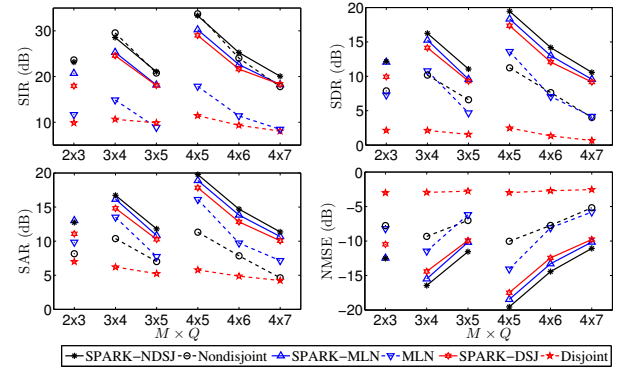 SIR (dB)
40
30
20
10
2x3 3x4 3x5 4x5 4x6 4x7
SDR (dB)
20
15
10
5
0
2x3 3x4 3x5 4x5 4x6 4x7
SAR (dB)
20
15
10
5
0
2x3 3x4 3x5 4x5 4x6 4x7
M × Q
NMSE (dB)
0
−5
−10
−15
−20
2x3 3x4 3x5 4x5 4x6 4x7
M × Q
SPARK−NDSJ Nondisjoint SPARK−MLN MLN SPARK−DSJ Disjoint